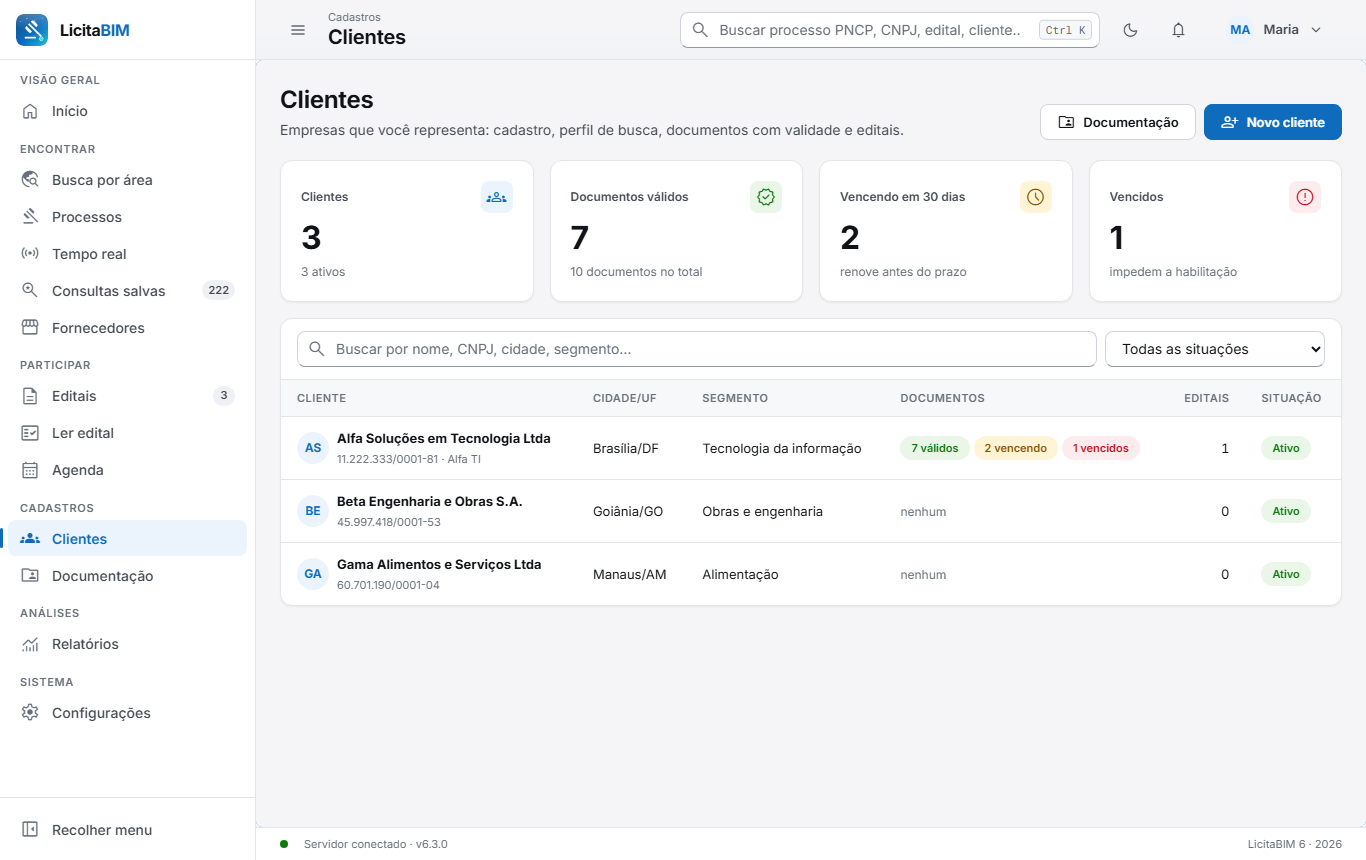 LicitaBIM
VISÃO GERAL
Início
ENCONTRAR
Busca por área
Processos
Tempo real
Consultas salvas 222
Fornecedores
PARTICIPAR
Editais 3
Ler edital
Agenda
CADASTROS
Clientes
Documentação
ANÁLISES
Relatórios
SISTEMA
Configurações
Recolher menu
Cadastros
Clientes
Buscar processo PNCP, CNPJ, edital, cliente.. Ctrl K
MA Maria
Clientes
Empresas que você representa: cadastro, perfil de busca, documentos com validade e editais.
Documentação
Novo cliente
Clientes
3
3 ativos
Documentos válidos
7
10 documentos no total
Vencendo em 30 dias
2
renove antes do prazo
Vencidos
1
impedem a habilitação
Buscar por nome, CNPJ, cidade, segmento...
Todas as situações
CLIENTE CIDADE/UF SEGMENTO DOCUMENTOS EDITAIS SITUAÇÃO
AS Alfa Soluções em Tecnologia Ltda Brasília/DF Tecnologia da informação 7 válidos 2 vencendo 1 vencidos 1 Ativo
11.222.333/0001-81 · Alfa TI
BE Beta Engenharia e Obras S.A. Goiânia/GO Obras e engenharia nenhum 0 Ativo
45.997.418/0001-53
GA Gama Alimentos e Serviços Ltda Manaus/AM Alimentação nenhum 0 Ativo
60.701.190/0001-04
Servidor conectado · v6.3.0
LicitaBIM 6 · 2026